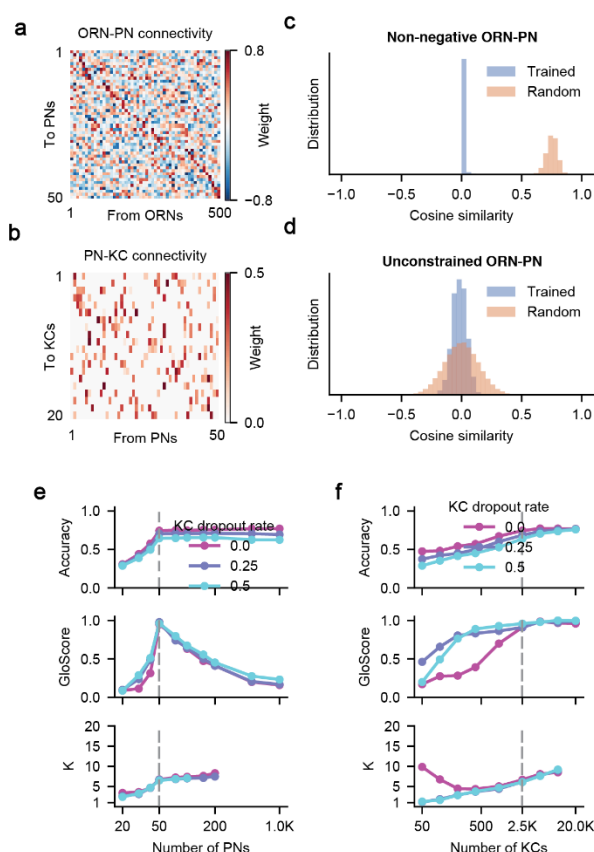 a
ORN-PN connectivity
1
To PNs
50
1
From ORNs
500
0.8
Weight
−0.8
b
PN-KC connectivity
1
To KCs
20
1
From PNs
50
0.5
Weight
0.0
c
Non-negative ORN-PN
Trained
Random
Distribution
−1.0 −0.5 0.0 0.5 1.0
Cosine similarity
d
Unconstrained ORN-PN
Trained
Random
Distribution
−1.0 −0.5 0.0 0.5 1.0
Cosine similarity
e
KC dropout rate
0.0
0.25
0.5
Accuracy
1.0
0.5
0.0
GloScore
1.0
0.5
0.0
K
20
15
10
5
1
20 50 200 1.0K
Number of PNs
f
KC dropout rate
0.0
0.25
0.5
Accuracy
1.0
0.5
0.0
GloScore
1.0
0.5
0.0
K
20
15
10
5
1
50 500 2.5K 20.0K
Number of KCs